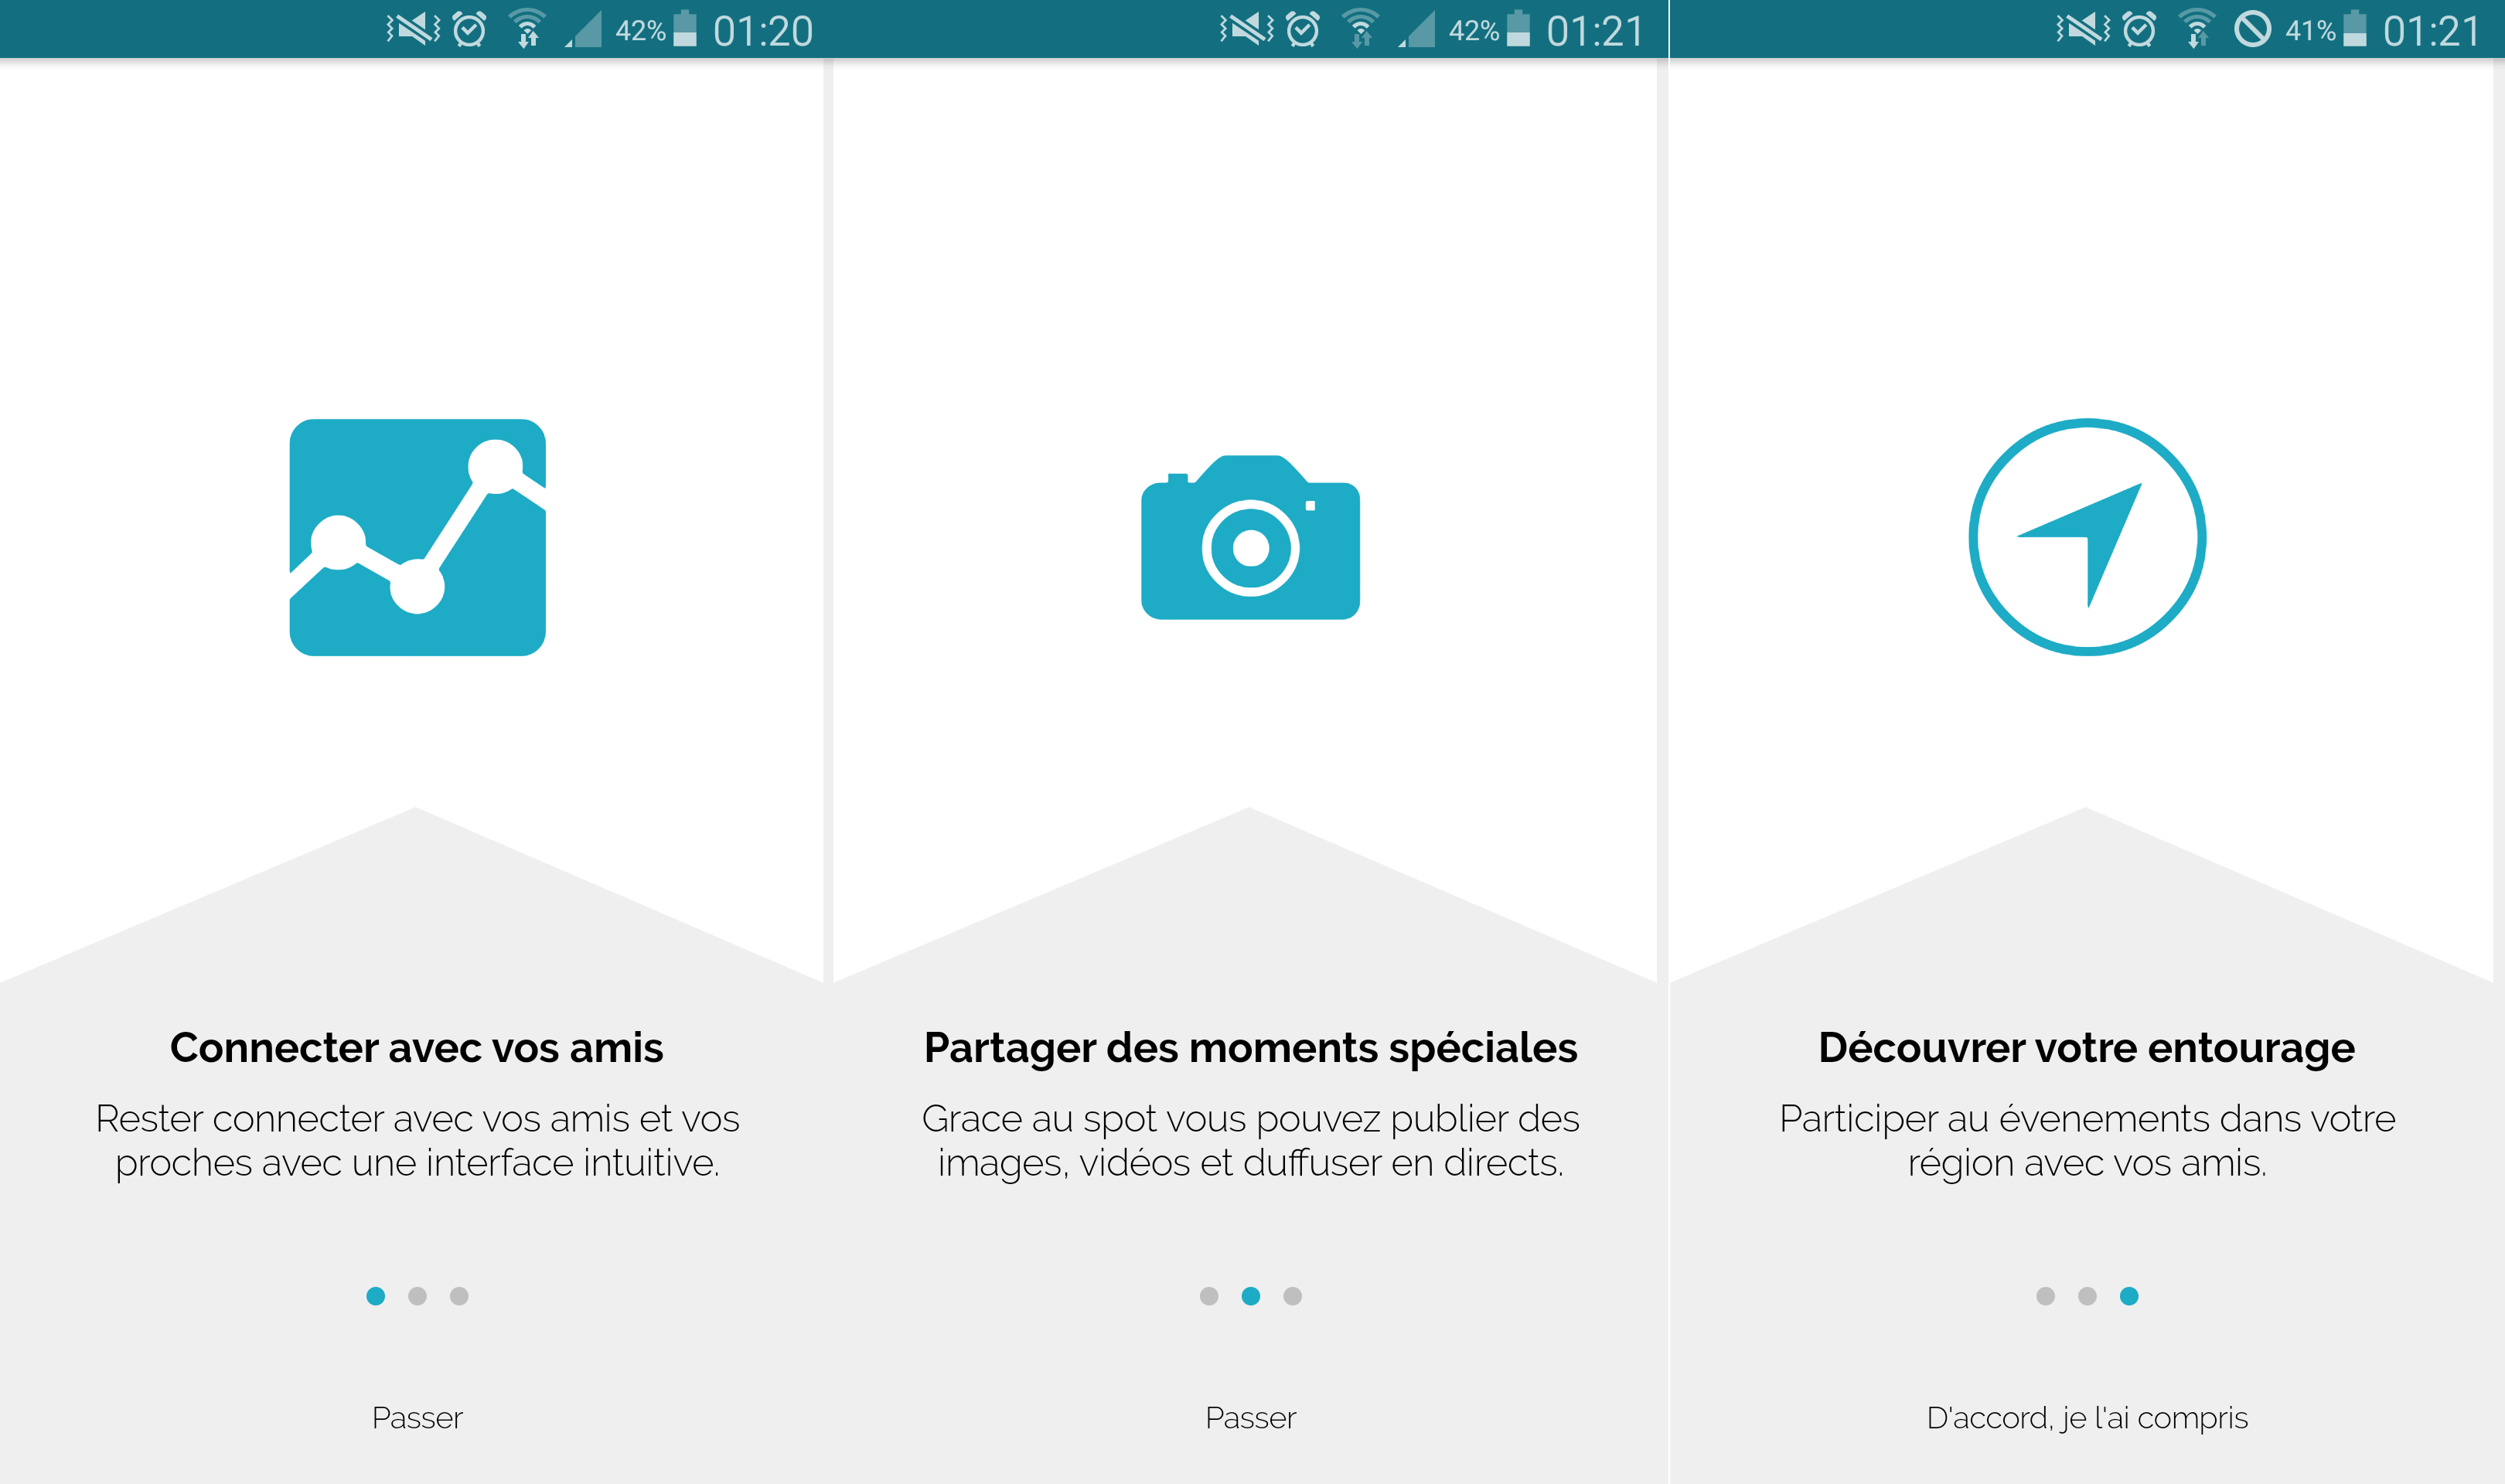 42% 01:20
Connecter avec vos amis
Rester connecter avec vos amis et vos
proches avec une interface intuitive.
Passer
42% 01:21
Partager des moments spéciales
Grace au spot vous pouvez publier des
images, vidéos et duffuser en directs.
Passer
41% 01:21
Découvrer votre entourage
Participer au évenements dans votre
région avec vos amis.
D'accord, je l'ai compris